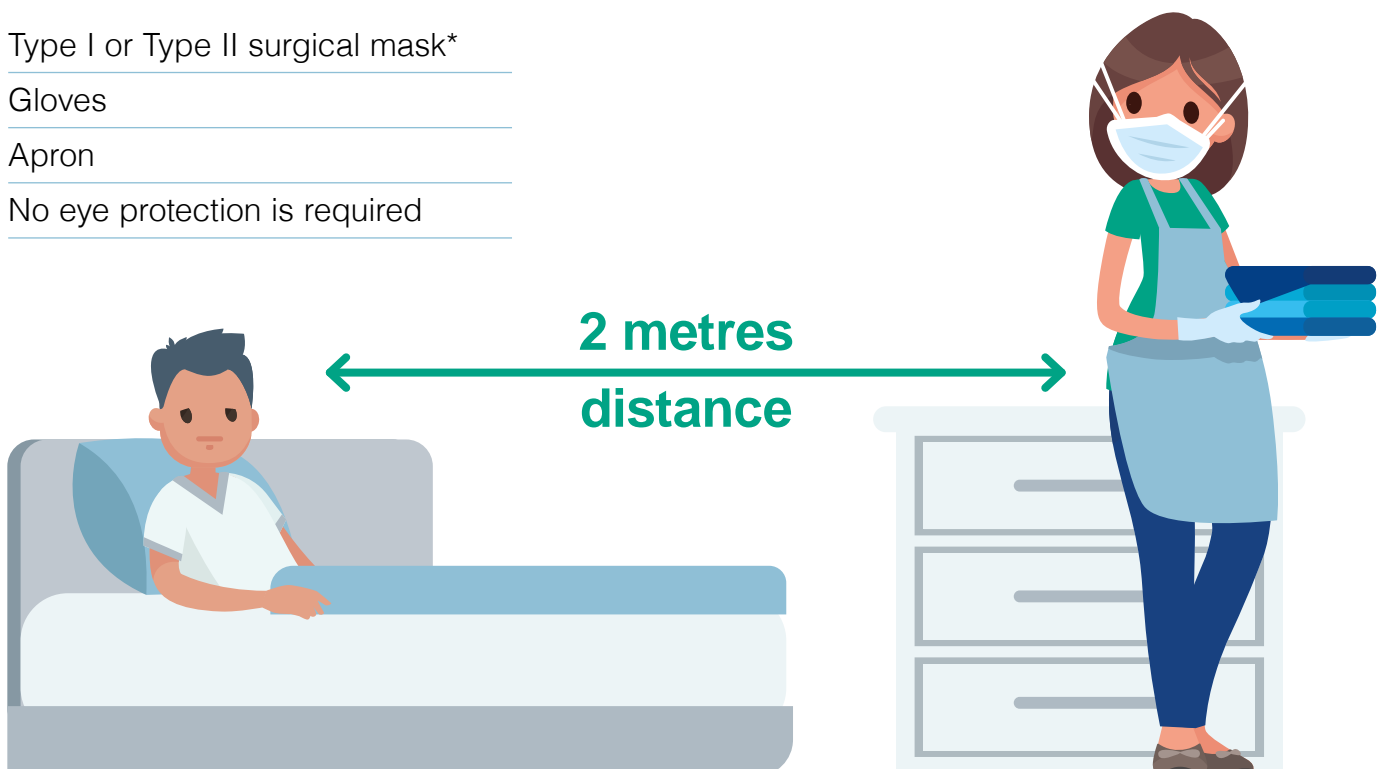 Type I or Type II surgical mask*
Gloves
Apron
No eye protection is required
2 metres
distance